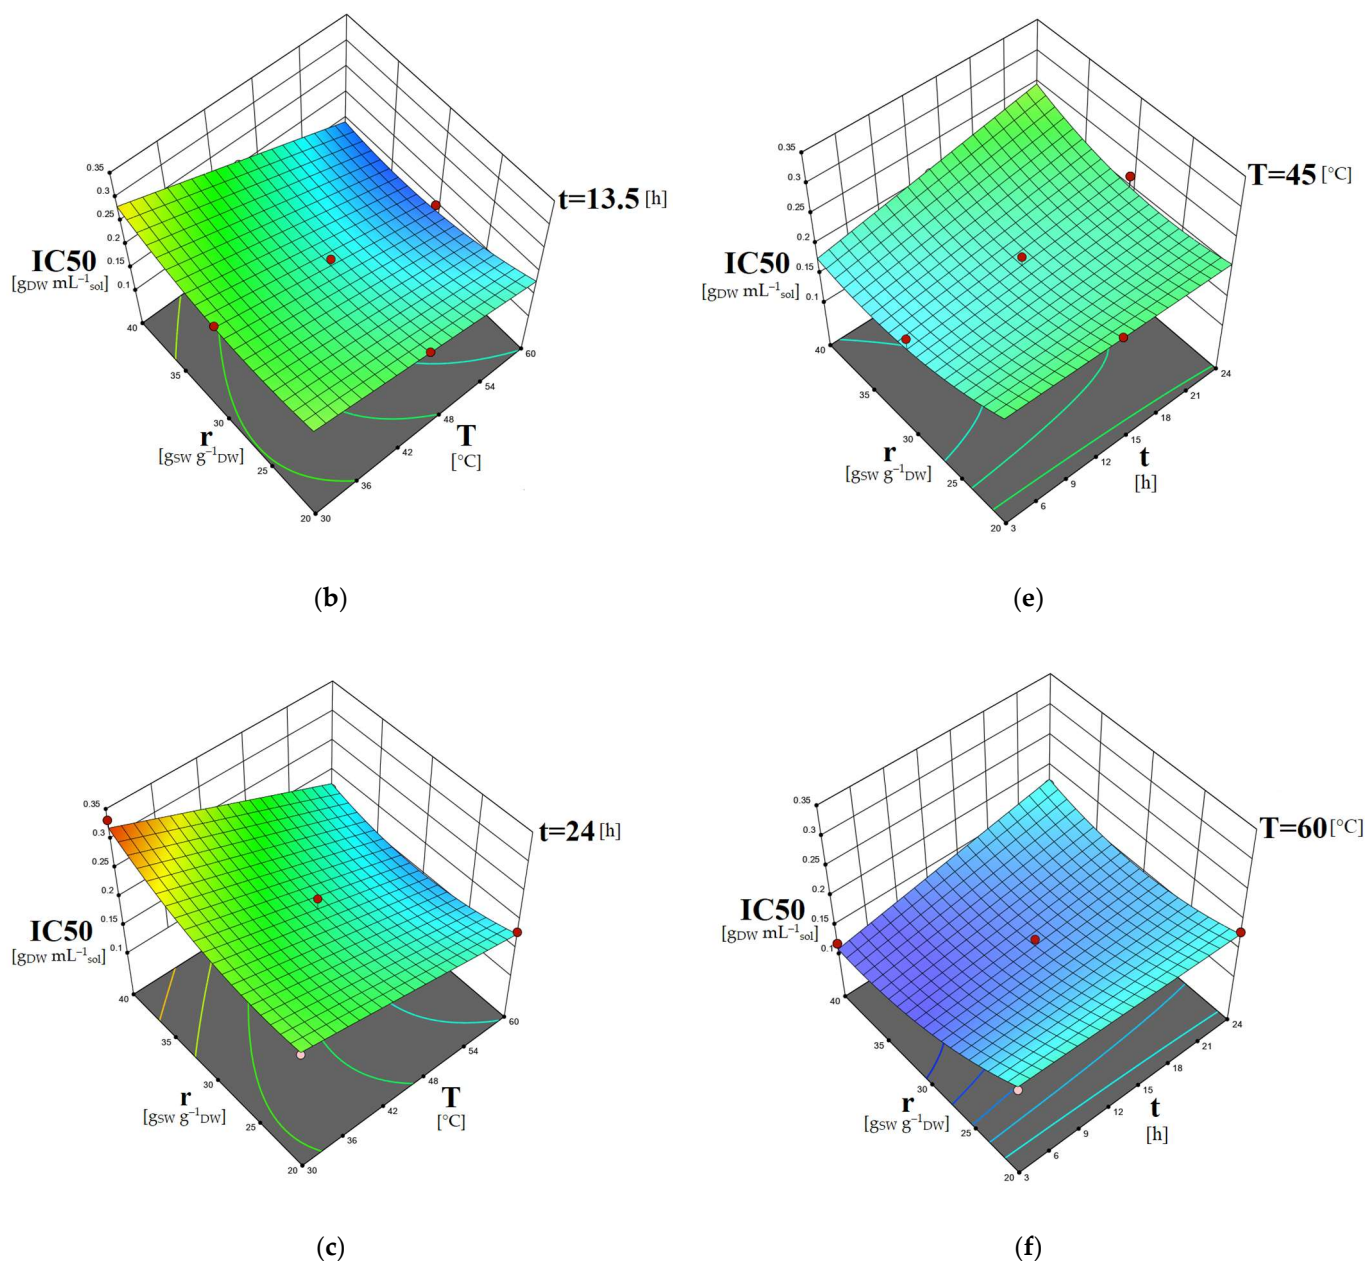 0.35
0.3
0.25
0.2
0.15
0.1
IC50
[gDW mL⁻¹sol]
t=13.5 [h]
40
35
30
25
20
r
[gSW g⁻¹DW]
30
36
42
48
54
60
T
[°C]
(b)
0.35
0.3
0.25
0.2
0.15
0.1
IC50
[gDW mL⁻¹sol]
T=45 [°C]
40
35
30
25
20
r
[gSW g⁻¹DW]
3
6
9
12
15
18
21
24
t
[h]
(e)
0.35
0.3
0.25
0.2
0.15
0.1
IC50
[gDW mL⁻¹sol]
t=24 [h]
40
35
30
25
20
r
[gSW g⁻¹DW]
30
36
42
48
54
60
T
[°C]
(c)
0.35
0.3
0.25
0.2
0.15
0.1
IC50
[gDW mL⁻¹sol]
T=60 [°C]
40
35
30
25
20
r
[gSW g⁻¹DW]
3
6
9
12
15
18
21
24
t
[h]
(f)